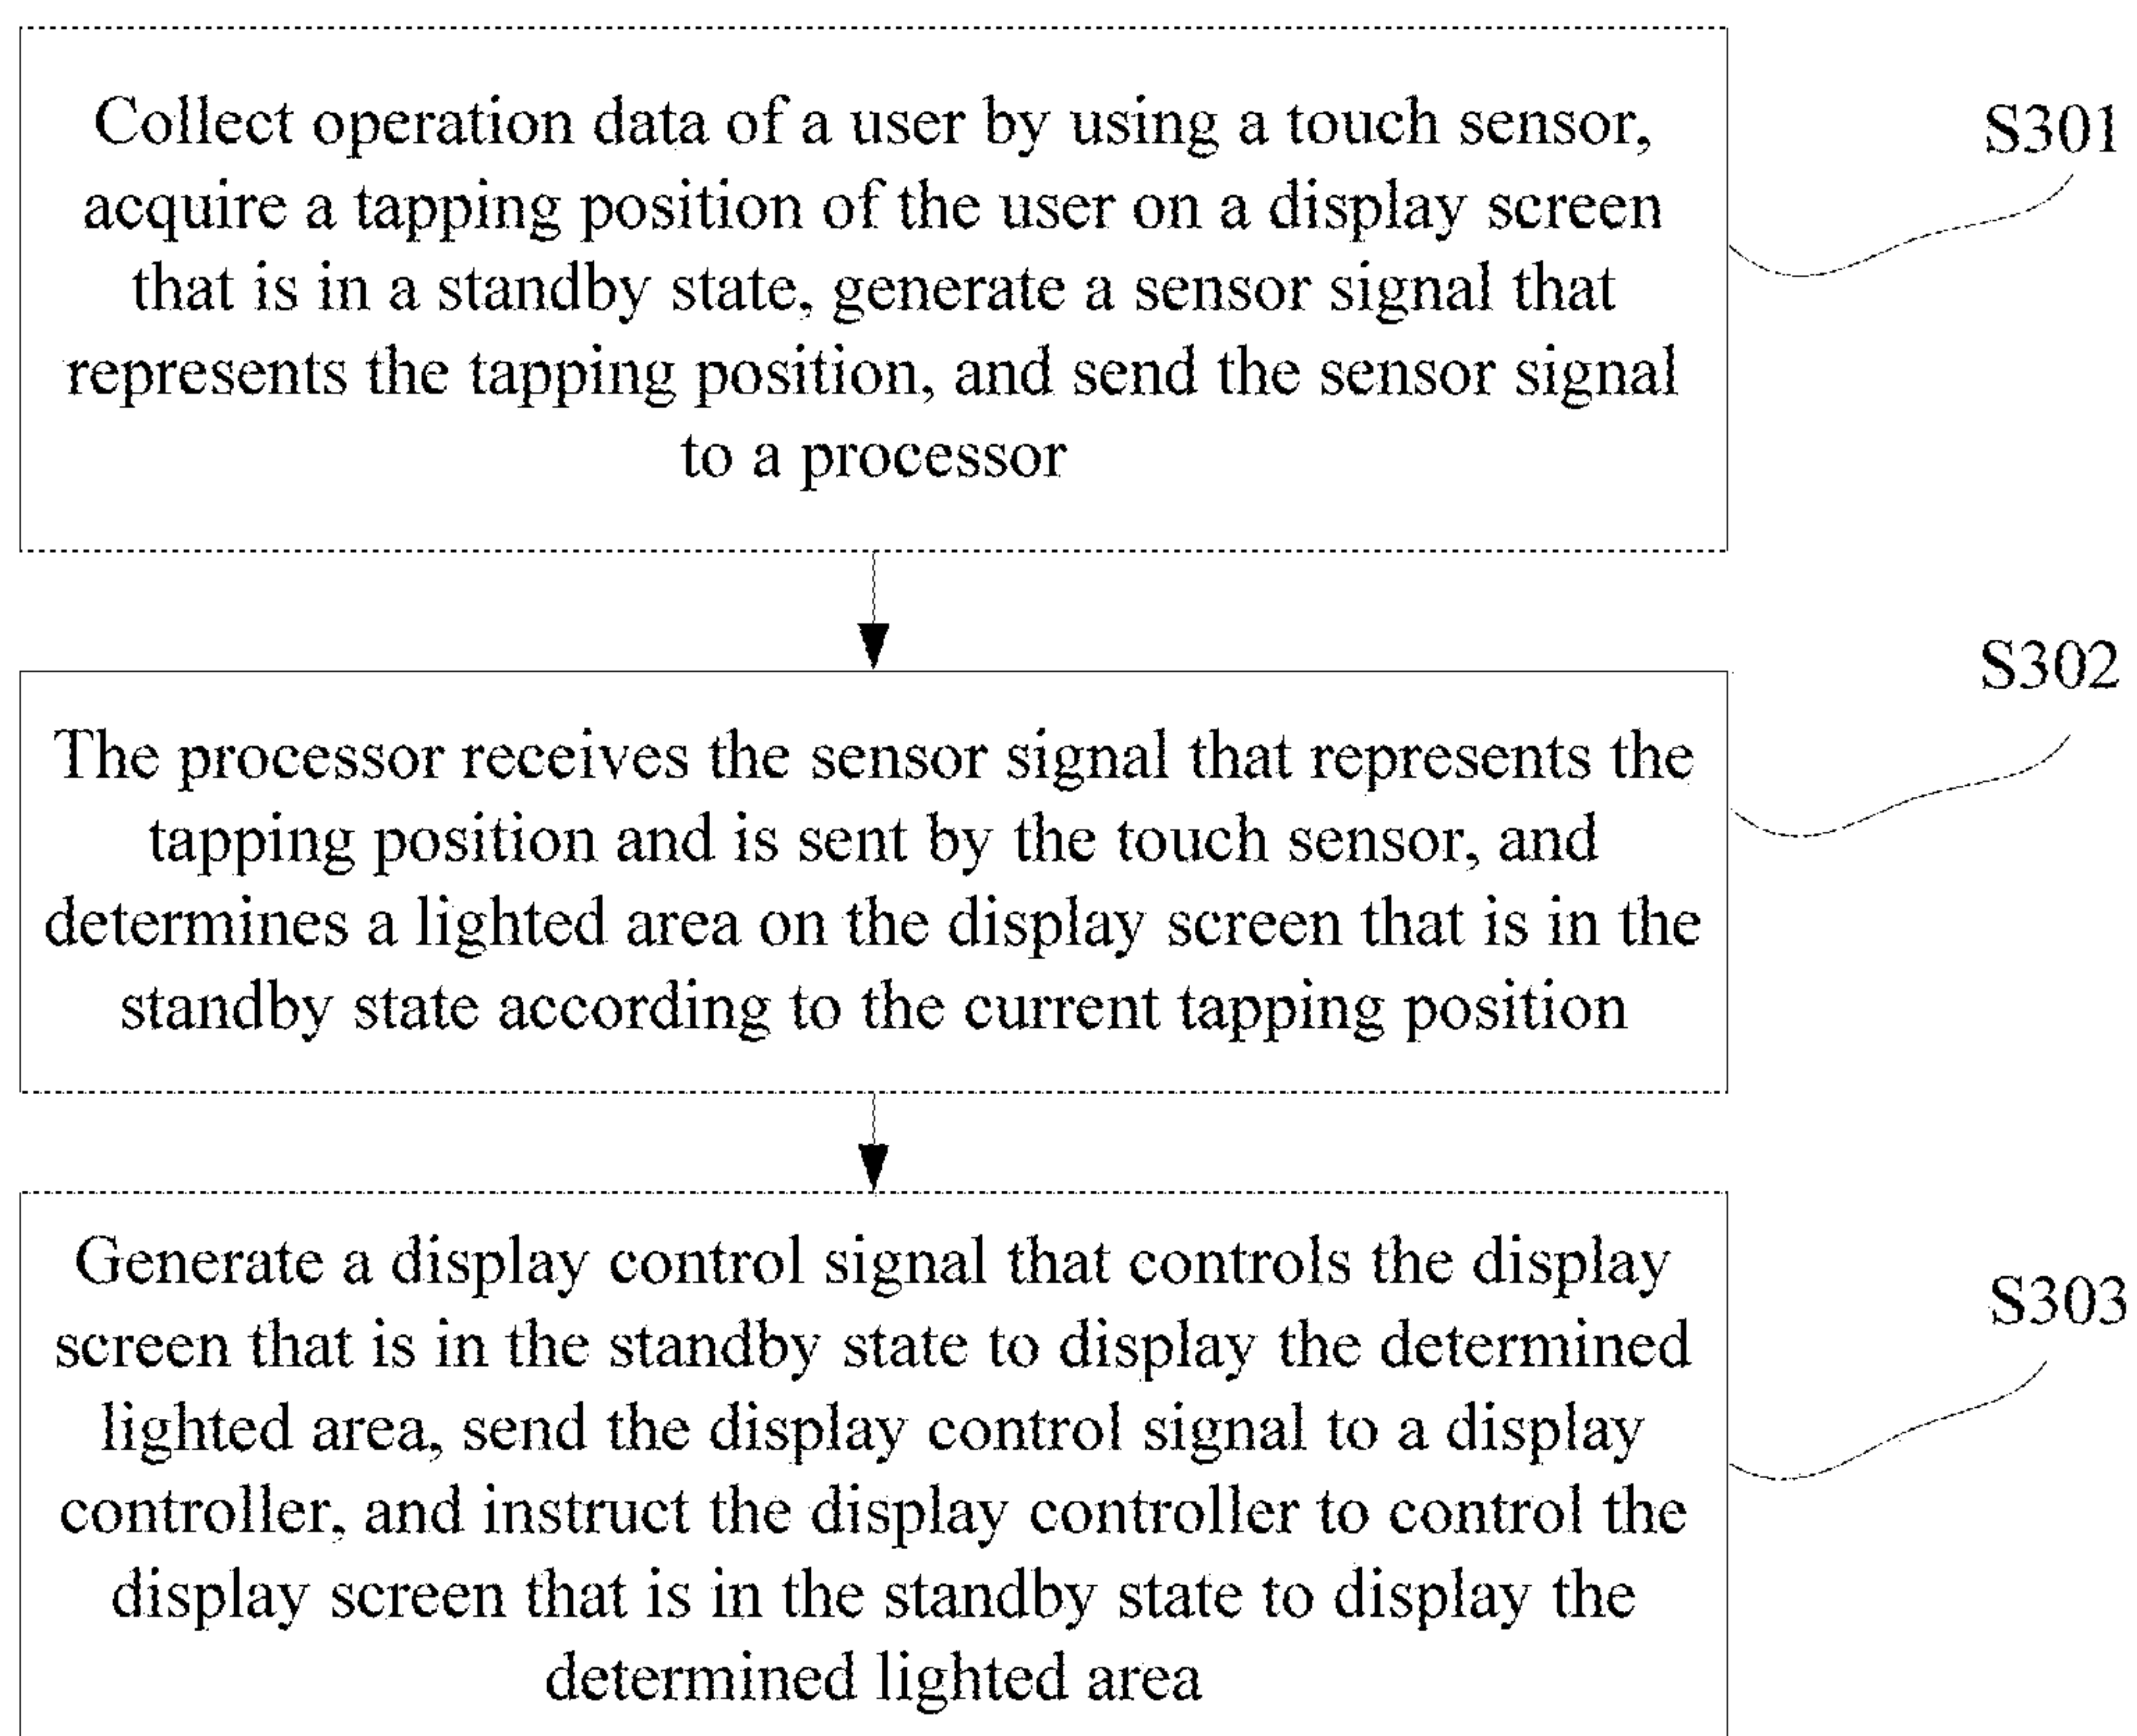 Collect operation data of a user by using a touch sensor,
acquire a tapping position of the user on a display screen
that is in a standby state, generate a sensor signal that
represents the tapping position, and send the sensor signal
to a processor
S301
The processor receives the sensor signal that represents the
tapping position and is sent by the touch sensor, and
determines a lighted area on the display screen that is in the
standby state according to the current tapping position
S302
Generate a display control signal that controls the display
screen that is in the standby state to display the determined
lighted area, send the display control signal to a display
controller, and instruct the display controller to control the
display screen that is in the standby state to display the
determined lighted area
S303